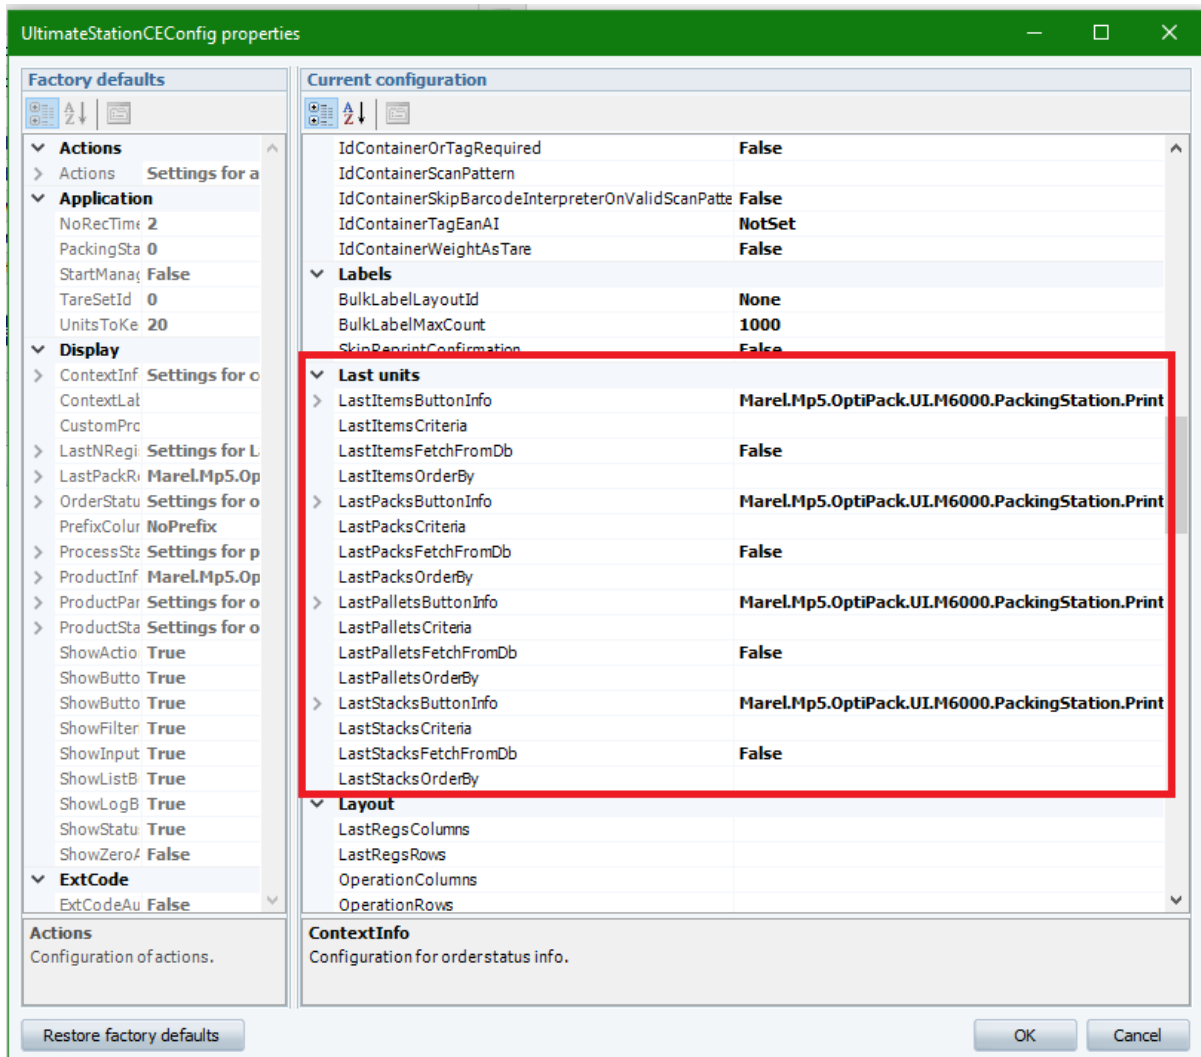 UltimateStationCEConfig properties
Factory defaults
Actions
Actions Settings for a
Application
NoRecTime 2
PackingSta 0
StartManag False
TareSetId 0
UnitsToKe 20
Display
ContextInf Settings for c
ContextLat
CustomPro
LastNRegi Settings for L
LastPackR Marel.Mp5.Op
OrderStatu Settings for o
PrefixColur NoPrefix
ProcessSta Settings for p
ProductInf Marel.Mp5.Op
ProductPar Settings for o
ProductSta Settings for o
ShowActio True
ShowButto True
ShowButto True
ShowFilter True
ShowInput True
ShowListB True
ShowLogB True
ShowStatu True
ShowZeroA False
ExtCode
ExtCodeAu False
Actions
Configuration of actions.
Restore factory defaults
Current configuration
IdContainerOrTagRequired False
IdContainerScanPattern
IdContainerSkipBarcodeInterpreterOnValidScanPatte False
IdContainerTagEanAI NotSet
IdContainerWeightAsTare False
Labels
BulkLabelLayoutId None
BulkLabelMaxCount 1000
SkipReprintConfirmation False
Last units
LastItemsButtonInfo Marel.Mp5.OptiPack.UI.M6000.PackingStation.Print
LastItemsCriteria
LastItemsFetchFromDb False
LastItemsOrderBy
LastPacksButtonInfo Marel.Mp5.OptiPack.UI.M6000.PackingStation.Print
LastPacksCriteria
LastPacksFetchFromDb False
LastPacksOrderBy
LastPalletsButtonInfo Marel.Mp5.OptiPack.UI.M6000.PackingStation.Print
LastPalletsCriteria
LastPalletsFetchFromDb False
LastPalletsOrderBy
LastStacksButtonInfo Marel.Mp5.OptiPack.UI.M6000.PackingStation.Print
LastStacksCriteria
LastStacksFetchFromDb False
LastStacksOrderBy
Layout
LastRegsColumns
LastRegsRows
OperationColumns
OperationRows
ContextInfo
Configuration for orderstatus info.
OK Cancel